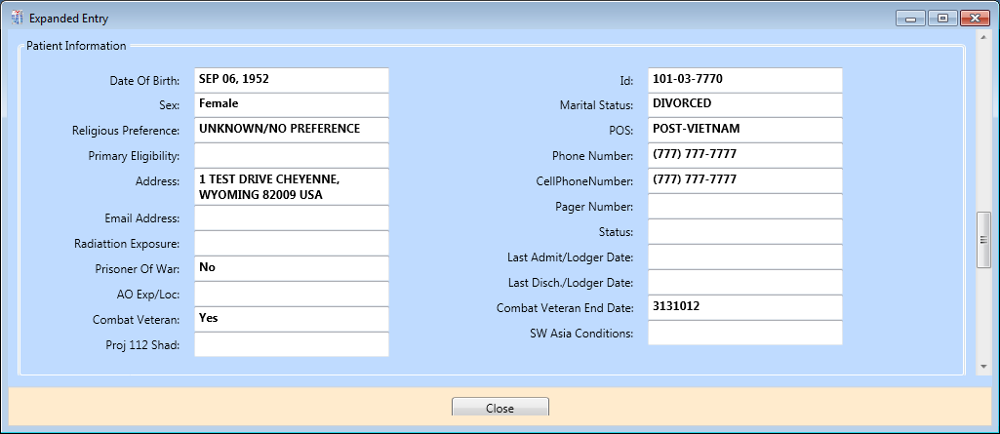 Expanded Entry
Patient Information
Date Of Birth: SEP 06, 1952
Id: 101-03-7770
Sex: Female
Marital Status: DIVORCED
Religious Preference: UNKNOWN/NO PREFERENCE
POS: POST-VIETNAM
Primary Eligibility:
Phone Number: (777) 777-7777
Address: 1 TEST DRIVE CHEYENNE,
WYOMING 82009 USA
CellPhoneNumber: (777) 777-7777
Pager Number:
Email Address:
Status:
Radiattion Exposure:
Last Admit/Lodger Date:
Prisoner Of War: No
Last Disch./Lodger Date:
AO Exp/Loc:
Combat Veteran End Date: 3131012
Combat Veteran: Yes
SW Asia Conditions:
Proj 112 Shad:
Close